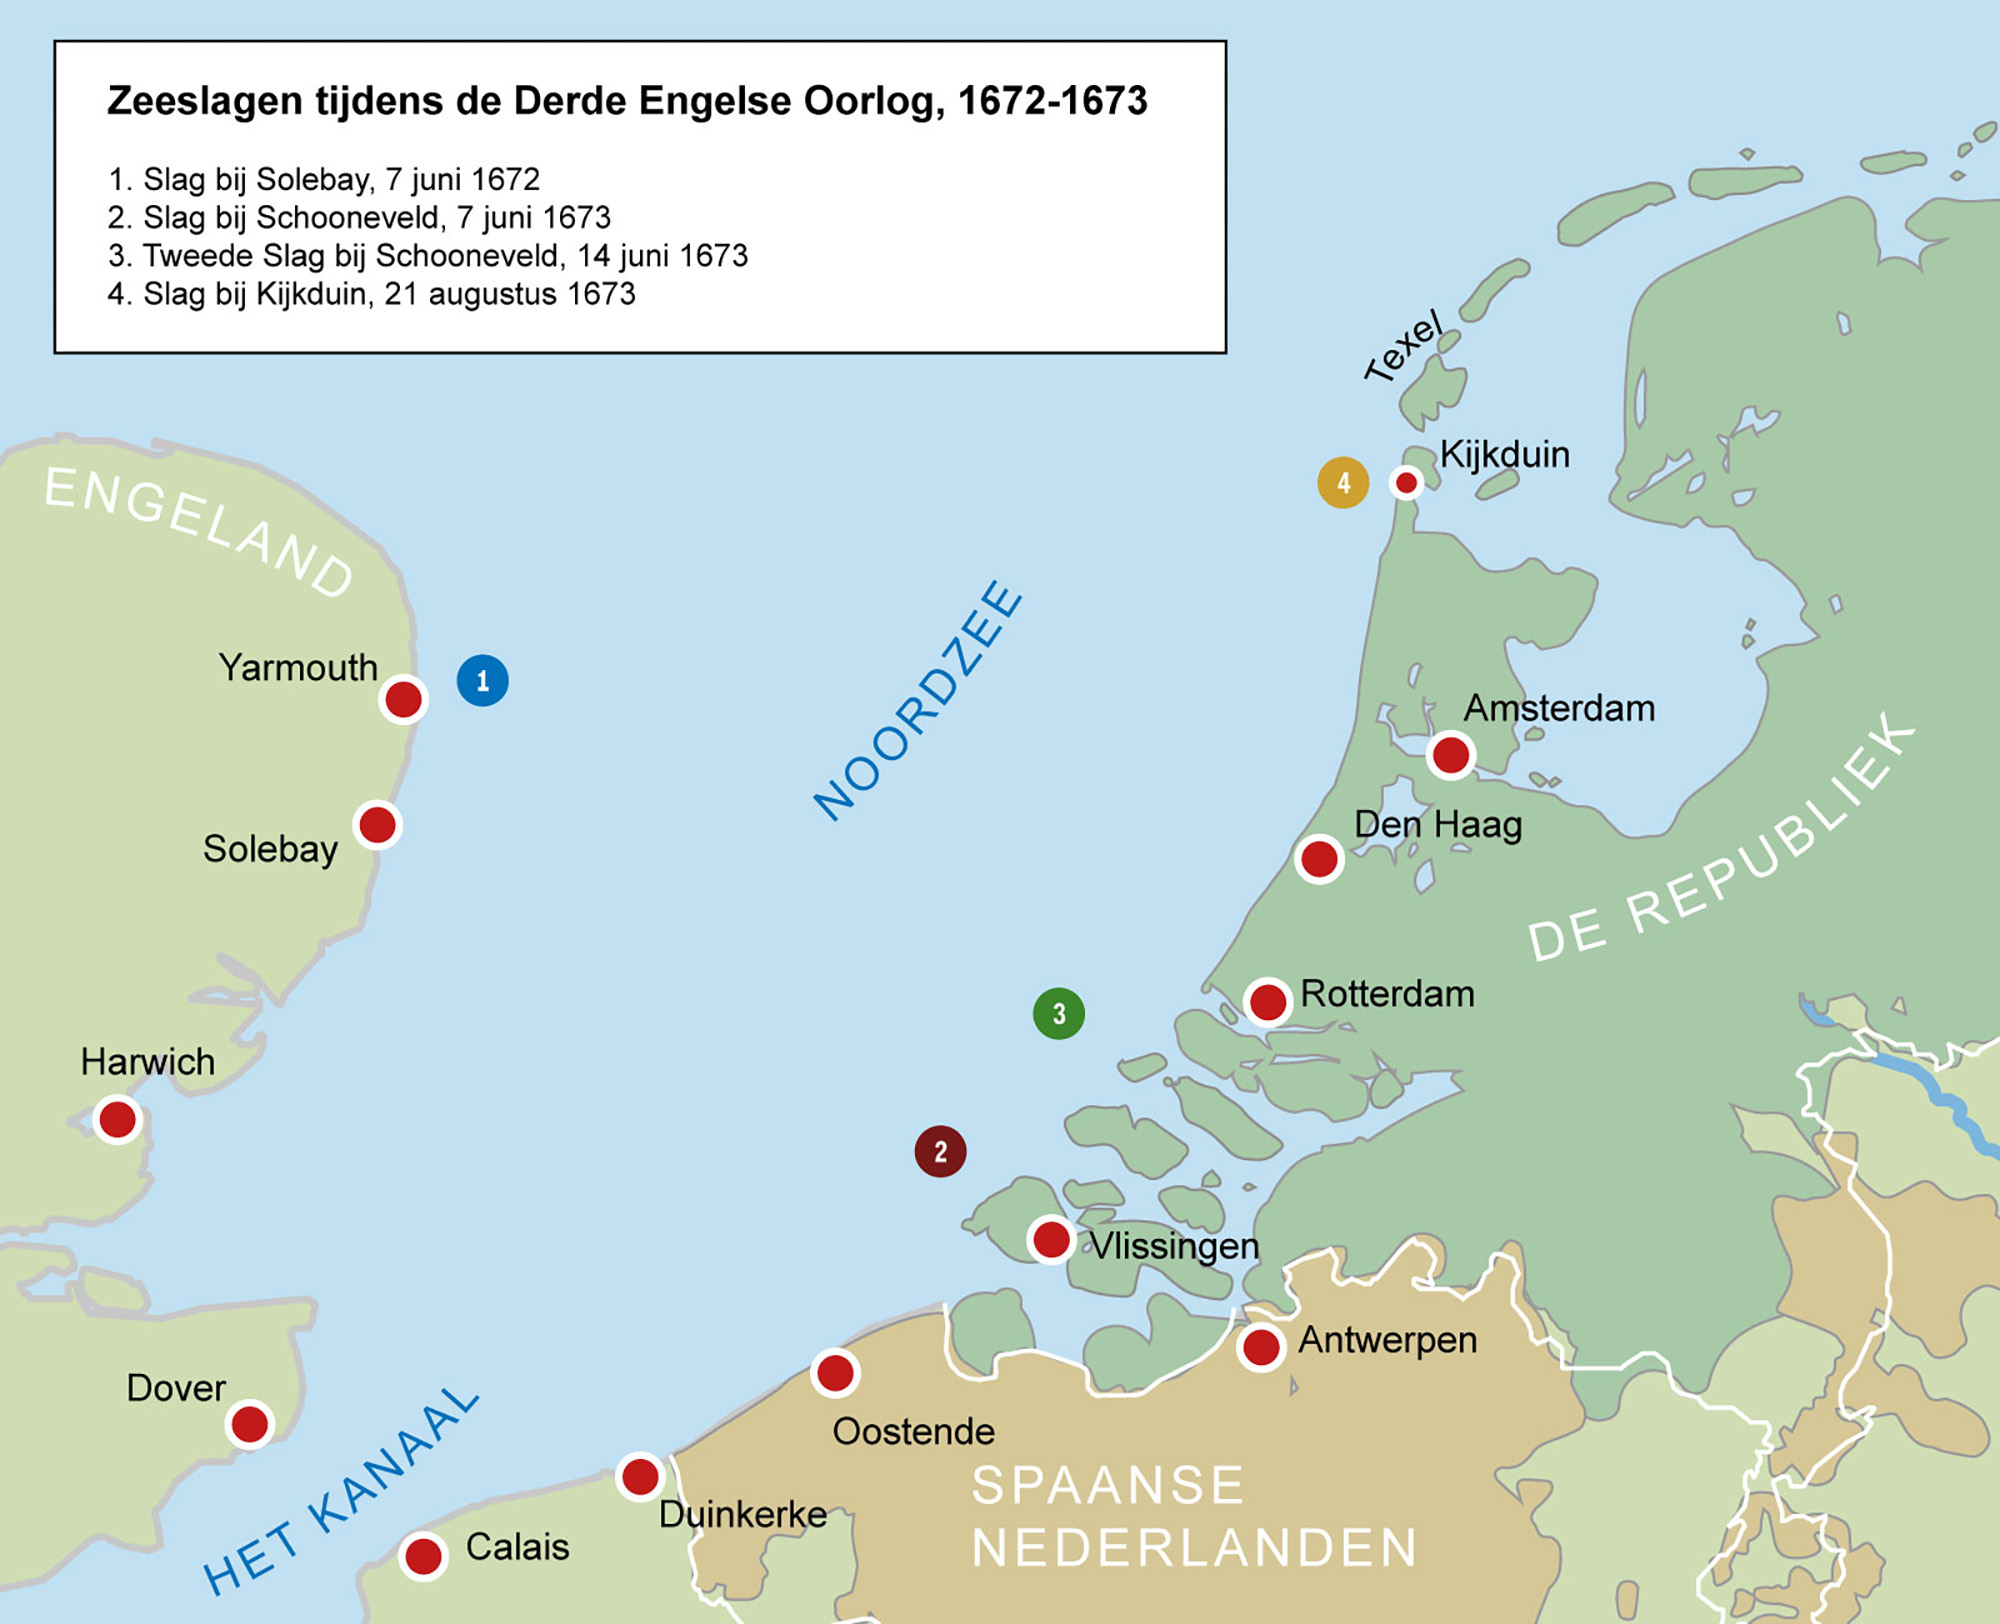 Zeeslagen tijdens de Derde Engelse Oorlog, 1672-1673
1. Slag bij Solebay, 7 juni 1672
2. Slag bij Schooneveld, 7 juni 1673
3. Tweede Slag bij Schooneveld, 14 juni 1673
4. Slag bij Kijkduin, 21 augustus 1673
Texel
Kijkduin
4
ENGELAND
NOORDZEE
Yarmouth
1
Amsterdam
Solebay
Den Haag
DE REPUBLIEK
Rotterdam
3
Harwich
2
Vlissingen
Antwerpen
Dover
Oostende
HET KANAAL
SPAANSE
NEDERLANDEN
Duinkerke
Calais